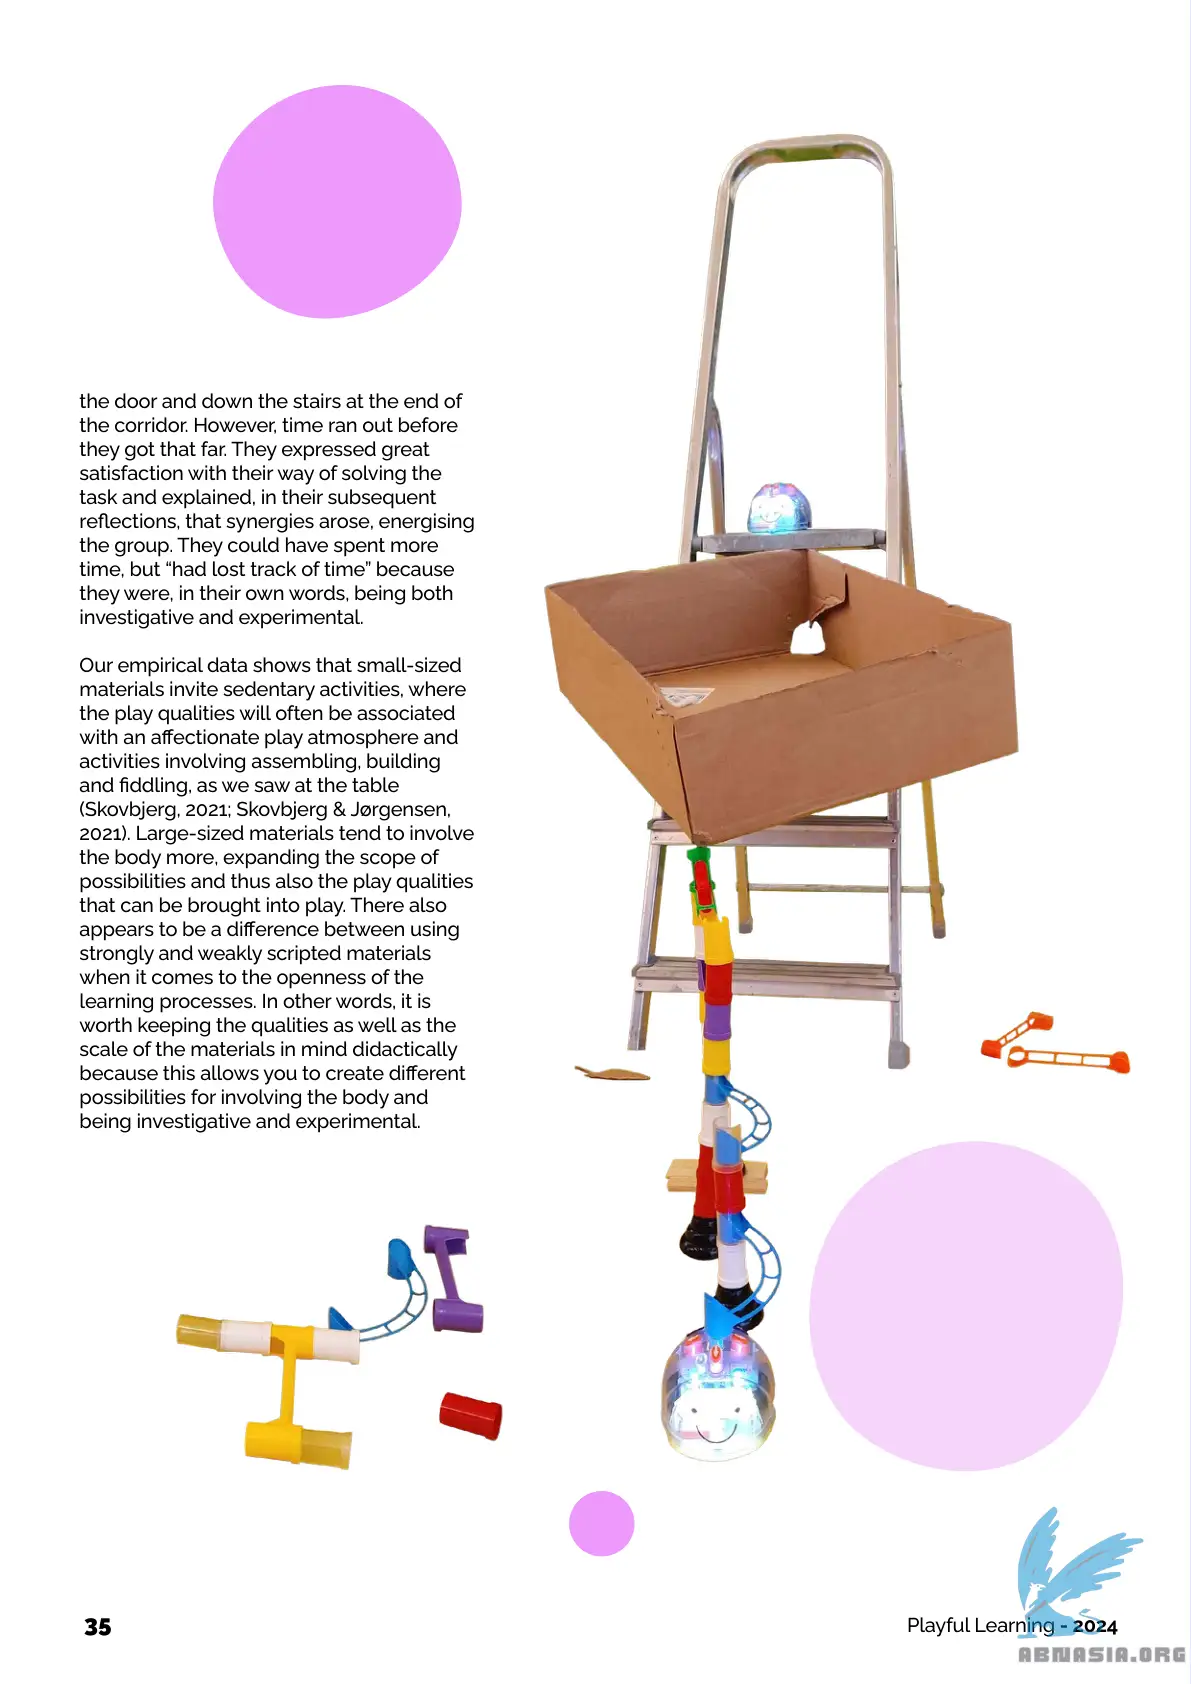 the door and down the stairs at the end of
the corridor. However, time ran out before
they got that far. They expressed great
satisfaction with their way of solving the
task and explained, in their subsequent
reflections, that synergies arose, energising
the group. They could have spent more
time, but “had lost track of time” because
they were, in their own words, being both
investigative and experimental.
Our empirical data shows that small-sized
materials invite sedentary activities, where
the play qualities will often be associated
with an affectionate play atmosphere and
activities involving assembling, building
and fiddling, as we saw at the table
(Skovbjerg, 2021; Skovbjerg & Jørgensen,
2021). Large-sized materials tend to involve
the body more, expanding the scope of
possibilities and thus also the play qualities
that can be brought into play. There also
appears to be a difference between using
strongly and weakly scripted materials
when it comes to the openness of the
learning processes. In other words, it is
worth keeping the qualities as well as the
scale of the materials in mind didactically
because this allows you to create different
possibilities for involving the body and
being investigative and experimental.
35
Playful Learning - 2024
ABNASIA.ORG